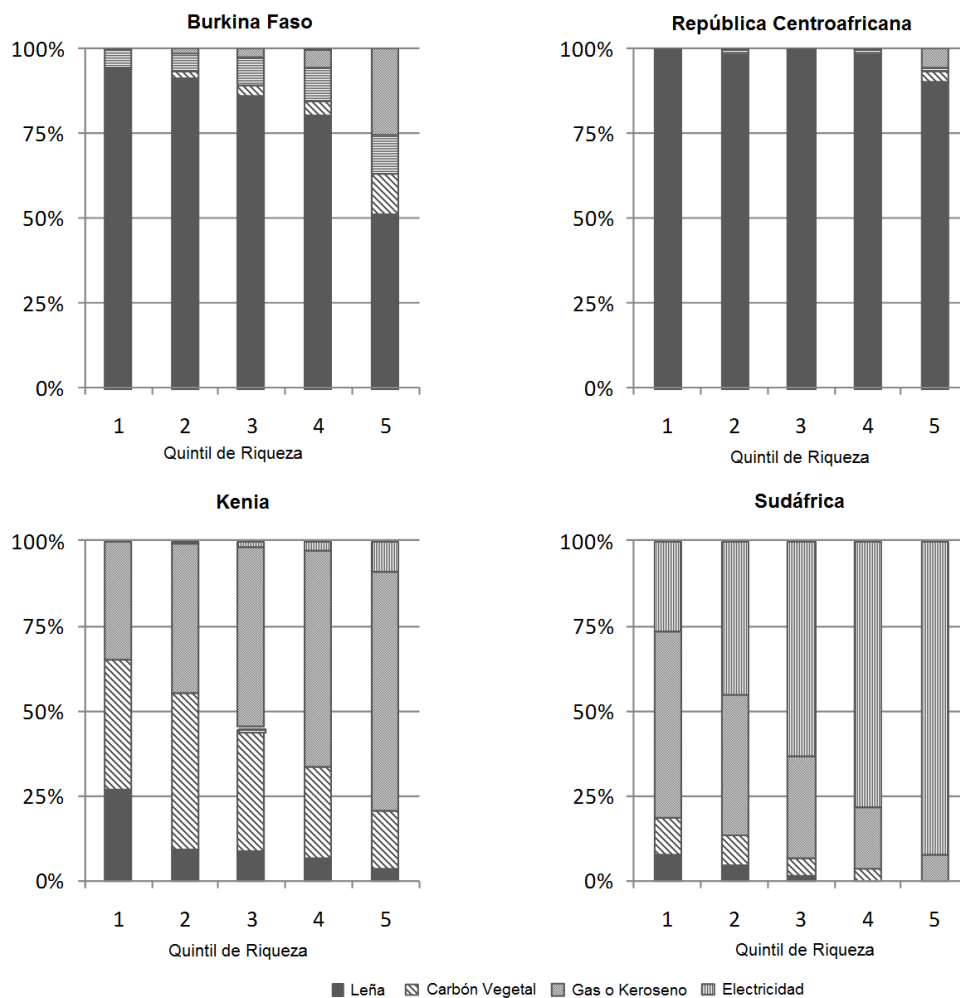 Burkina Faso
100%
75%
50%
25%
0%
1 2 3 4 5
Quintil de Riqueza
República Centroafricana
100%
75%
50%
25%
0%
1 2 3 4 5
Quintil de Riqueza
Kenia
100%
75%
50%
25%
0%
1 2 3 4 5
Quintil de Riqueza
Sudáfrica
100%
75%
50%
25%
0%
1 2 3 4 5
Quintil de Riqueza
Leña Carbón Vegetal Gas o Keroseno Electricidad